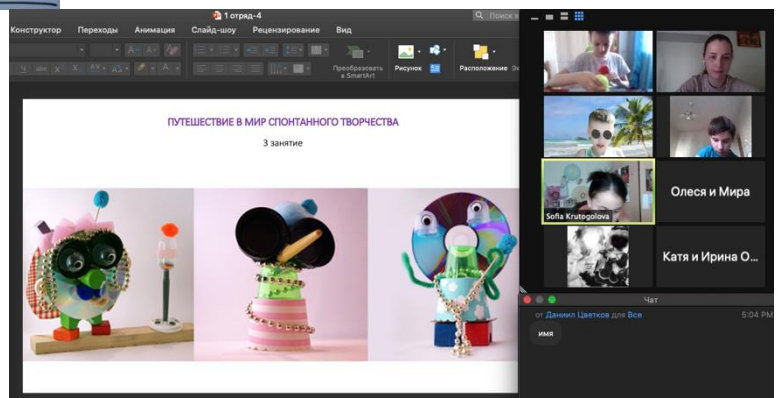 1 отряд-4
Поиск в
Конструктор Переходы Анимация Слайд-шоу Рецензирование Вид
Преобразовать
в SmartArt
Рисунок
Расположение
ПУТЕШЕСТВИЕ В МИР СПОНТАННОГО ТВОРЧЕСТВА
3 занятие
Sofia Krutogolova
Олеся и Мира
Катя и Ирина О...
Чат
от Даниил Цветков для Все 5:04 PM
имя